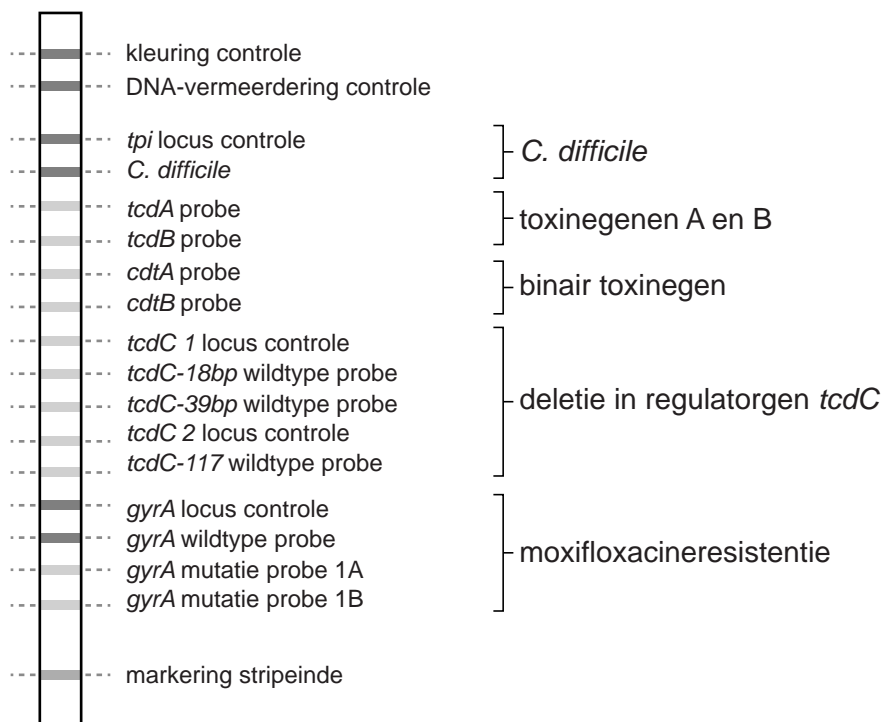 kleuring controle
DNA-vermeerdering controle
tpi locus controle
C. difficile
C. difficile
tcdA probe
tcdB probe
toxinegenen A en B
cdtA probe
cdtB probe
binair toxinegen
tcdC 1 locus controle
tcdC-18bp wildtype probe
tcdC-39bp wildtype probe
tcdC 2 locus controle
tcdC-117 wildtype probe
deletie in regulatorgen tcdC
gyrA locus controle
gyrA wildtype probe
gyrA mutatie probe 1A
gyrA mutatie probe 1B
moxifloxacineresistentie
markering stripeinde